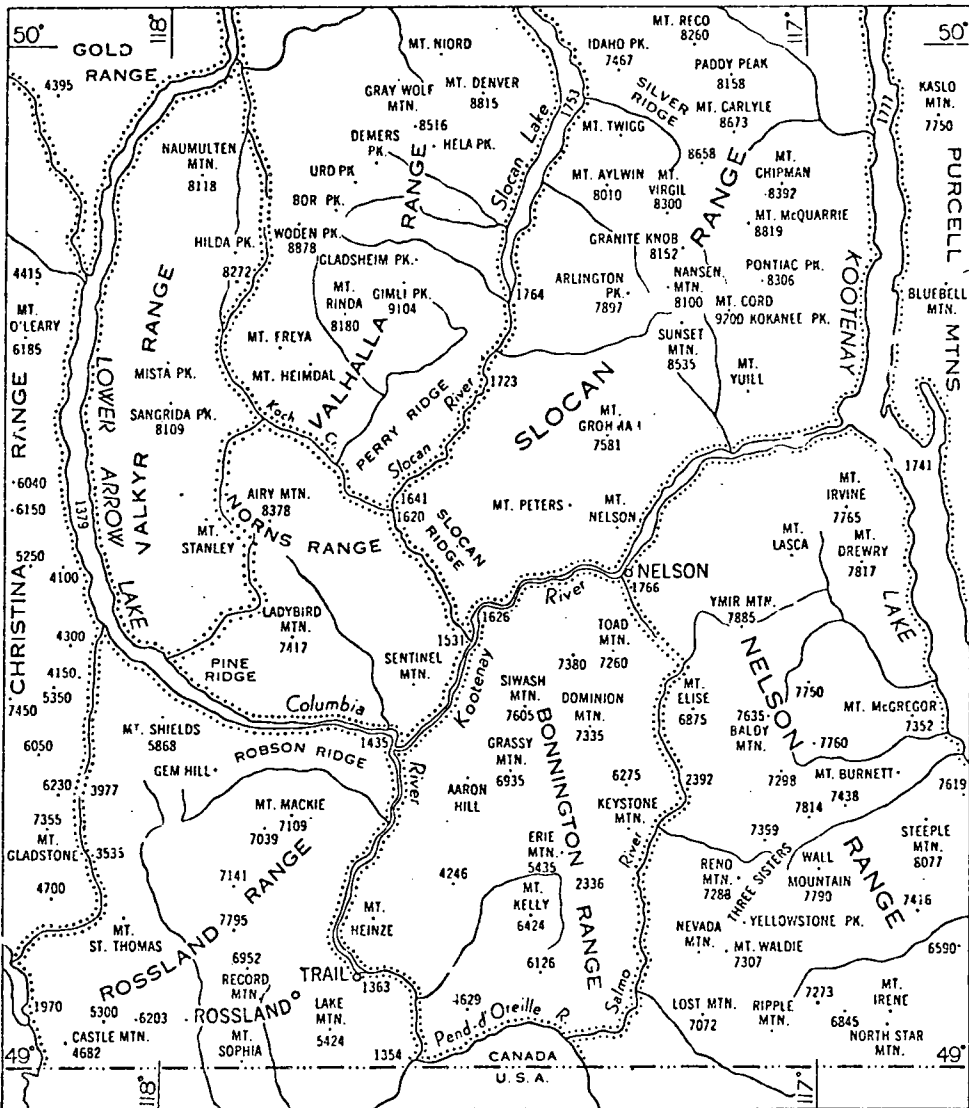 50°
118°
117°
50°
GOLD
RANGE
4395
MT. NIORD
MT. RECO
8260
IDAHO PK.
7467
PADDY PEAK
8158
GRAY WOLF
MTN.
8516
MT. DENVER
8815
SILVER
RIDGE
MT. CARLYLE
8673
KASLO
MTN.
7750
1753
1777
Slocan Lake
MT. TWIGG
DEMERS
PK.
HELA PK.
NAUMULTEN
MTN.
8118
URD PK
8658
MT.
CHIPMAN
8392
MT. AYLWIN
8010
MT.
VIRGIL
8300
BOR PK.
MT. McQUARRIE
8819
WODEN PK.
8878
HILDA PK.
8272
GLADSHEIM PK.
GRANITE KNOB
8152
4415
MT.
O'LEARY
6185
MT.
RINDA
8180
GIMLI PK.
9104
1764
ARLINGTON
PK.
7897
NANSEN
MTN.
8100
PONTIAC PK.
8306
MT. CORD
9200 KOKANEE PK.
BLUEBELL
MTN.
PURCELL MTNS
KOOTENAY
LAKE
MT. FREYA
SUNSET
MTN.
8535
MT.
YUILL
MISTA PK.
MT. HEIMDAL
VALHALLA
RANGE
1723
PERRY RIDGE
Slocan River
SLOCAN
RANGE
SANGRIDA PK.
8109
Koch
C.
MT.
GROHMAN
7581
LOWER
ARROW
LAKE
VALKYR
RANGE
CHRISTINA RANGE
6040
6150
1379
AIRY MTN.
8378
1641
1620
1741
MT.
STANLEY
NORNS RANGE
SLOCAN
RIDGE
MT. PETERS
MT.
NELSON
MT.
IRVINE
7765
MT.
LASCA
MT.
DREWRY
7817
5250
4100
NELSON
1766
River
LADYBIRD
MTN.
7417
1531
1626
TOAD
MTN.
7260
YMIR MTN.
7885
4300
4150
5350
7450
PINE
RIDGE
SENTINEL
MTN.
Kootenay
7380
SIWASH
MTN.
7605
DOMINION
MTN.
7335
MT.
ELISE
6875
NELSON
RANGE
7750
MT. McGREGOR
7352
7635
BALDY
MTN.
7760
MT. SHIELDS
5868
Columbia
River
1435
ROBSON RIDGE
6050
GEM HILL
GRASSY
MTN.
6935
BONNINGTON
RANGE
6230
3977
AARON
HILL
6275
KEYSTONE
MTN.
2392
7298
MT. BURNETT
7438
7814
7619
7355
MT.
GLADSTONE
3535
MT. MACKIE
7109
7039
ERIE
MTN.
5435
7359
STEEPLE
MTN.
8077
4700
7141
4246
2336
RENO
MTN.
7288
THREE SISTERS
WALL
MOUNTAIN
7790
7416
MT.
KELLY
6424
MT.
ST. THOMAS
7795
ROSSLAND RANGE
MT.
HEINZE
NEVADA
MTN.
YELLOWSTONE PK.
MT. WALDIE
7307
6590
6952
RECORD
MTN.
TRAIL
1363
6126
Salmo
River
1970
5300
6203
ROSSLAND
LAKE
MTN.
5424
4629
LOST MTN.
7072
RIPPLE
MTN.
7273
6845
MT.
IRENE
NORTH STAR
MTN.
CASTLE MTN.
4682
MT.
SOPHIA
1354
Pend d'Oreille R.
CANADA
U.S.A.
49°
118°
117°
49°